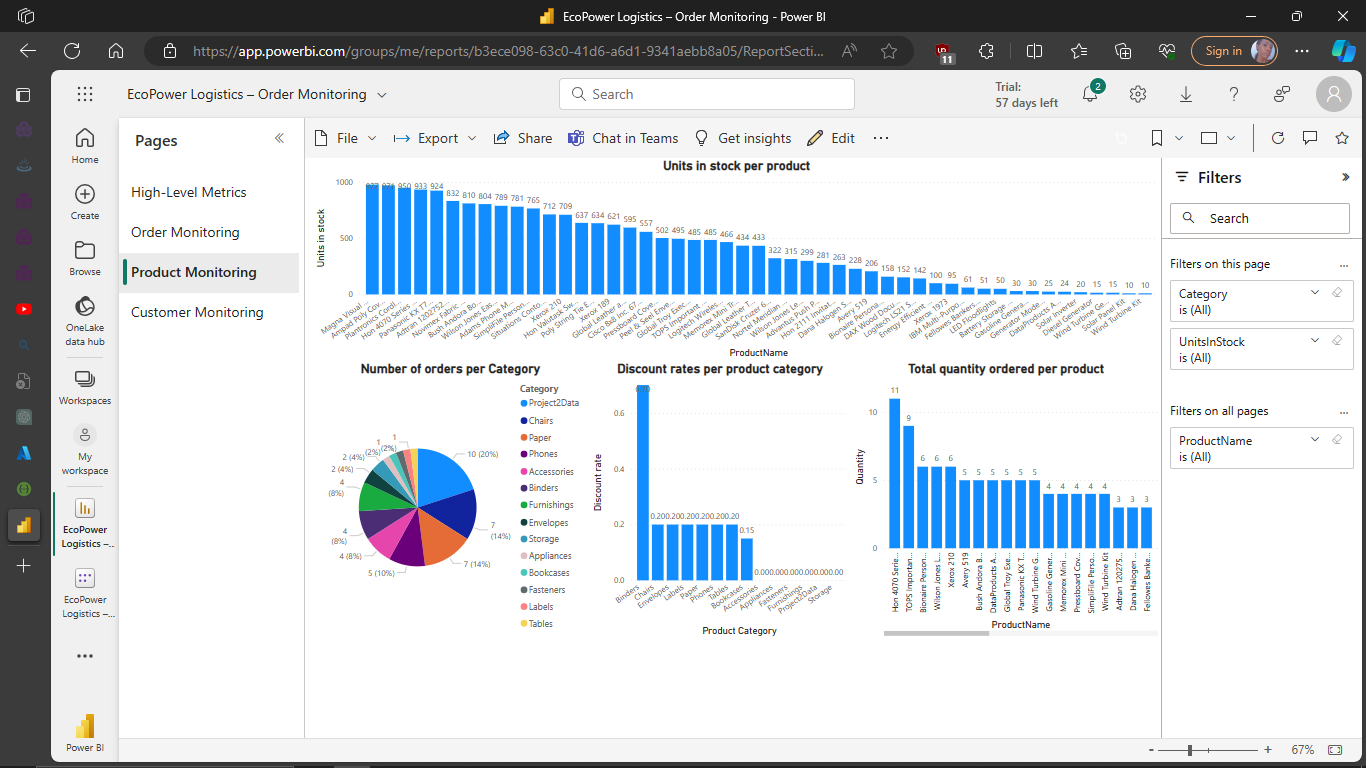 EcoPower Logistics – Order Monitoring - Power BI
https://app.powerbi.com/groups/me/reports/b3ece098-63c0-41d6-a6d1-9341aebb8a05/ReportSecti...
11
Sign in
EcoPower Logistics – Order Monitoring
Search
Trial:
57 days left
2
Home
Create
Browse
OneLake
data hub
Workspaces
My
workspace
EcoPower
Logistics –...
EcoPower
Logistics –...
Power BI
Pages
High-Level Metrics
Order Monitoring
Product Monitoring
Customer Monitoring
File
Export
Share
Chat in Teams
Get insights
Edit
Units in stock per product
Units in stock
1000
500
0
950 933 924 832 810 804 789 781 765 712 709 637 634 621 595 557 502 495 485 485 466 434 433 322 315 299 281 263 228 206 158 152 142 100 95 61 51 50 30 30 25 24 20 15 15 10 10
Magna Visual ...
Ampad Poly Cov...
Plantronics Cordl...
Hon 4070 Series ...
Panasonic KX T7...
Adtran 1202752...
Novimex Fabric ...
Bush Andora Bo...
Wilson Jones Eas...
Adams Phone M...
SimpliFile Person...
Situations Conto...
Xerox 210
Hon Valutask Sw...
Poly String Tie E...
Xerox 189
Global Leather a...
Cisco 8x8 Inc. 67...
Pressboard Cove...
Peel & Seel Enve...
Global Troy Exec...
TOPS Important ...
Logitech Wireles...
Memorex Mini Tr...
Global Leather T...
SanDisk Cruzer 6...
Nortel Meridian ...
Wilson Jones Le...
Advantus Push P...
Hon 2111 Invitat...
Dana Halogen S...
Avery 519
Bionaire Persona...
DAX Wood Docu...
Logitech LS21 S...
Energy Efficient ...
Xerox 1973
IBM Multi-Purpo...
Fellowes Bankers...
LED Floodlights
Battery Storage ...
Gasoline Genera...
Generator Mode...
DataProducts A...
Solar Inverter
Diesel Generator
Wind Turbine Ge...
Solar Panel Kit
Wind Turbine Kit
ProductName
Number of orders per Category
10 (20%)
7
(14%)
7 (14%)
5 (10%)
4 (8%)
4
(8%)
4
(8%)
2 (4%)
2 (4%)
1
(2%)
1
(2%)
Category
Project2Data
Chairs
Paper
Phones
Accessories
Binders
Furnishings
Envelopes
Storage
Appliances
Bookcases
Fasteners
Labels
Tables
Discount rates per product category
Discount rate
0.6
0.4
0.2
0.0
0.20 0.20 0.20 0.20 0.20 0.20 0.15 0.00 0.00 0.00 0.00 0.00 0.00
Binders
Chairs
Envelopes
Labels
Paper
Phones
Tables
Bookcases
Accessories
Appliances
Fasteners
Furnishings
Project2Data
Storage
Product Category
Total quantity ordered per product
Quantity
10
5
0
11 9 6 6 6 5 5 5 5 5 5 4 4 4 4 4 3 3 3
Hon 4070 Serie...
TOPS Importan...
Bionaire Person...
Wilson Jones L...
Xerox 210
Avery 519
Bush Andora B...
DataProducts A...
Global Troy Exe...
Panasonic KX T...
Wind Turbine G...
Gasoline Gener...
Memorex Mini ...
Pressboard Cov...
SimpliFile Perso...
Wind Turbine Kit
Adtran 120275...
Dana Halogen ...
Fellowes Banke...
ProductName
Filters
Search
Filters on this page
Category
is (All)
UnitsInStock
is (All)
Filters on all pages
ProductName
is (All)
67%